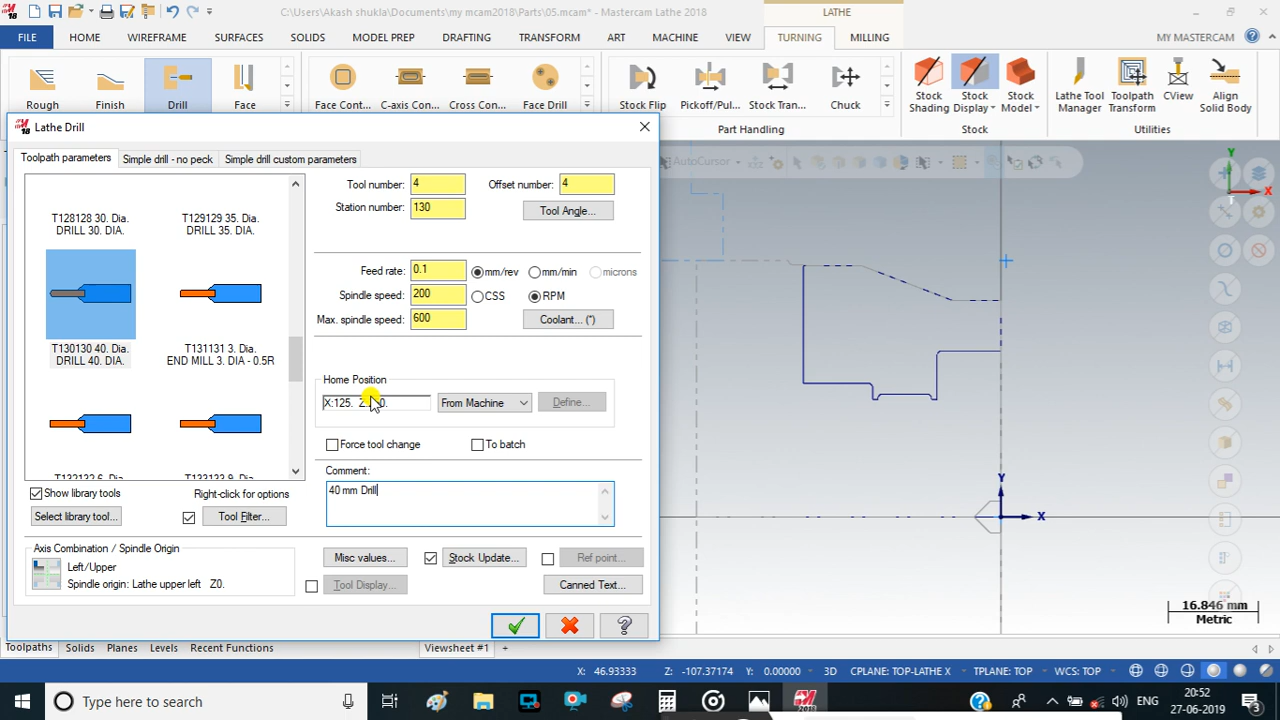 C:\Users\Akash shukla\Documents\my mcam2018\Parts\05.mcam* - Mastercam Lathe 2018
LATHE
FILE HOME WIREFRAME SURFACES SOLIDS MODEL PREP DRAFTING TRANSFORM ART MACHINE VIEW TURNING MILLING MY MASTERCAM
Rough Finish Drill Face Face Cont... C-axis Con... Cross Con... Face Drill Stock Flip Pickoff/Pul... Stock Tran... Chuck Stock Shading Stock Display Stock Model Lathe Tool Manager Toolpath Transform CView Align Solid Body
Part Handling Stock Utilities
Lathe Drill
Toolpath parameters Simple drill - no peck Simple drill custom parameters
AutoCursor
T128128 30. Dia.
DRILL 30. DIA.
T129129 35. Dia.
DRILL 35. DIA.
T130130 40. Dia.
DRILL 40. DIA.
T131131 3. Dia.
END MILL 3. DIA - 0.5R
Tool number: 4 Offset number: 4
Station number: 130 Tool Angle...
Feed rate: 0.1 mm/rev mm/min microns
Spindle speed: 200 CSS RPM
Max. spindle speed: 600 Coolant... (*)
Home Position
X:125. From Machine Define...
Force tool change To batch
Comment:
40 mm Drill
Show library tools Right-click for options
Select library tool... Tool Filter...
Axis Combination / Spindle Origin
Left/Upper
Spindle origin: Lathe upper left Z0.
Misc values... Stock Update... Ref point...
Tool Display... Canned Text...
Y
X
Y
X
16.846 mm
Metric
Toolpaths Solids Planes Levels Recent Functions Viewsheet #1 +
X: 46.93333 Z: -107.37174 Y: 0.00000 3D CPLANE: TOP-LATHE X TPLANE: TOP WCS: TOP
Type here to search
ENG
20:52
27-06-2019
3